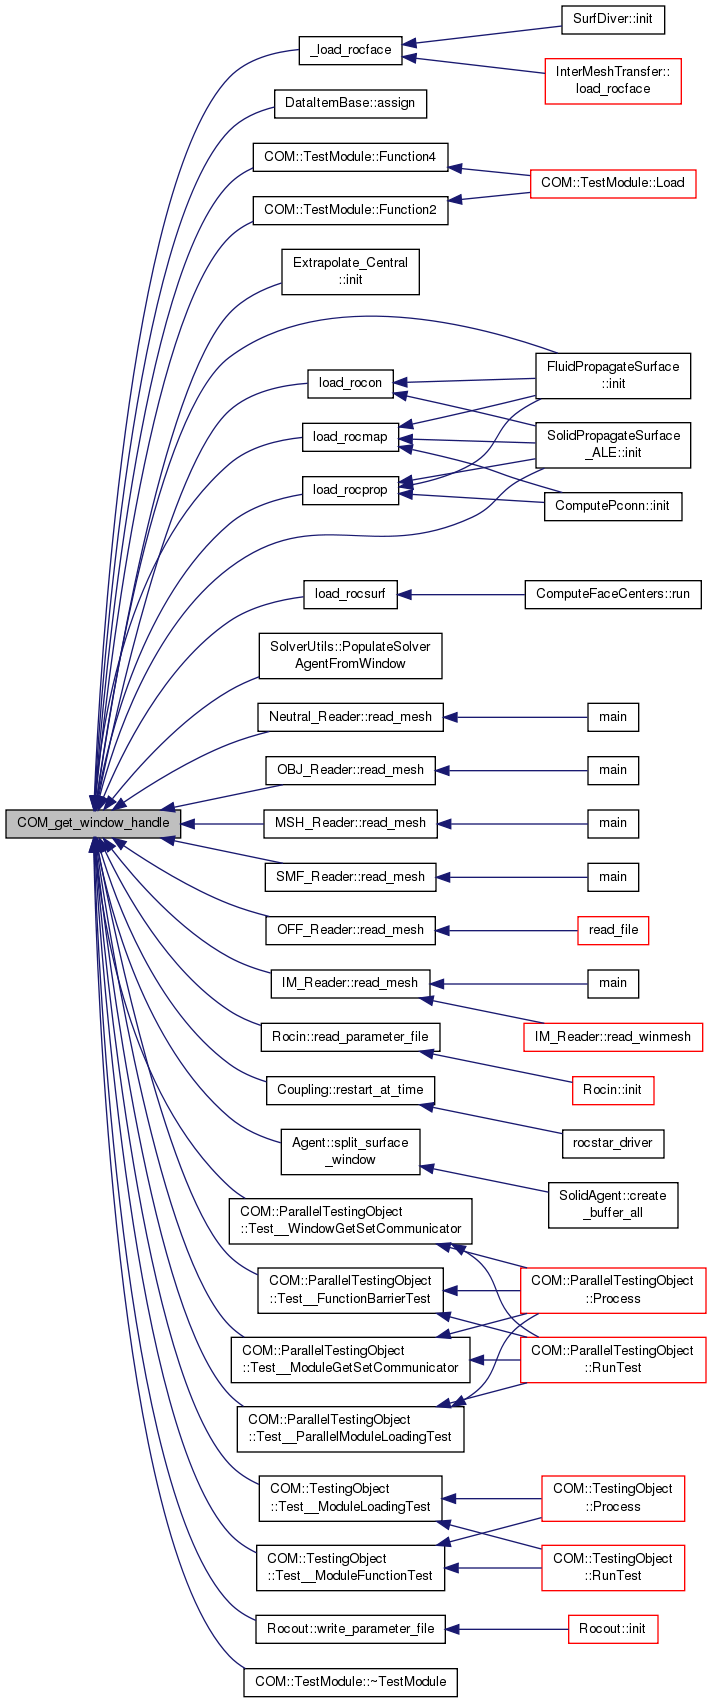 SurfDiver::init
_load_rocface
InterMeshTransfer::
load_rocface
DataItemBase::assign
COM::TestModule::Function4
COM::TestModule::Load
COM::TestModule::Function2
Extrapolate_Central
::init
FluidPropagateSurface
::init
load_rocon
load_rocmap
SolidPropagateSurface
_ALE::init
load_rocprop
ComputePconn::init
load_rocsurf
ComputeFaceCenters::run
SolverUtils::PopulateSolver
AgentFromWindow
Neutral_Reader::read_mesh
main
OBJ_Reader::read_mesh
main
COM_get_window_handle
MSH_Reader::read_mesh
main
SMF_Reader::read_mesh
main
OFF_Reader::read_mesh
read_file
IM_Reader::read_mesh
main
Rocin::read_parameter_file
IM_Reader::read_winmesh
Coupling::restart_at_time
Rocin::init
Agent::split_surface
_window
rocstar_driver
SolidAgent::create
_buffer_all
COM::ParallelTestingObject
::Test__WindowGetSetCommunicator
COM::ParallelTestingObject
::Test__FunctionBarrierTest
COM::ParallelTestingObject
::Process
COM::ParallelTestingObject
::Test__ModuleGetSetCommunicator
COM::ParallelTestingObject
::RunTest
COM::ParallelTestingObject
::Test__ParallelModuleLoadingTest
COM::TestingObject
::Test__ModuleLoadingTest
COM::TestingObject
::Process
COM::TestingObject
::Test__ModuleFunctionTest
COM::TestingObject
::RunTest
Rocout::write_parameter_file
Rocout::init
COM::TestModule::~TestModule